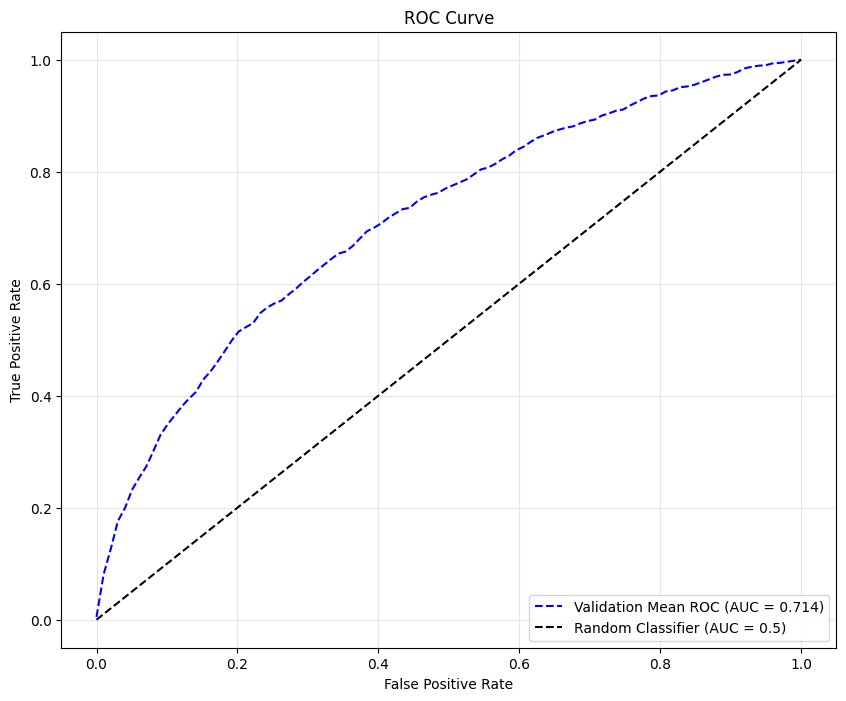 ROC Curve
True Positive Rate
1.0
0.8
0.6
0.4
0.2
0.0
Validation Mean ROC (AUC = 0.714)
Random Classifier (AUC = 0.5)
0.0 0.2 0.4 0.6 0.8 1.0
False Positive Rate